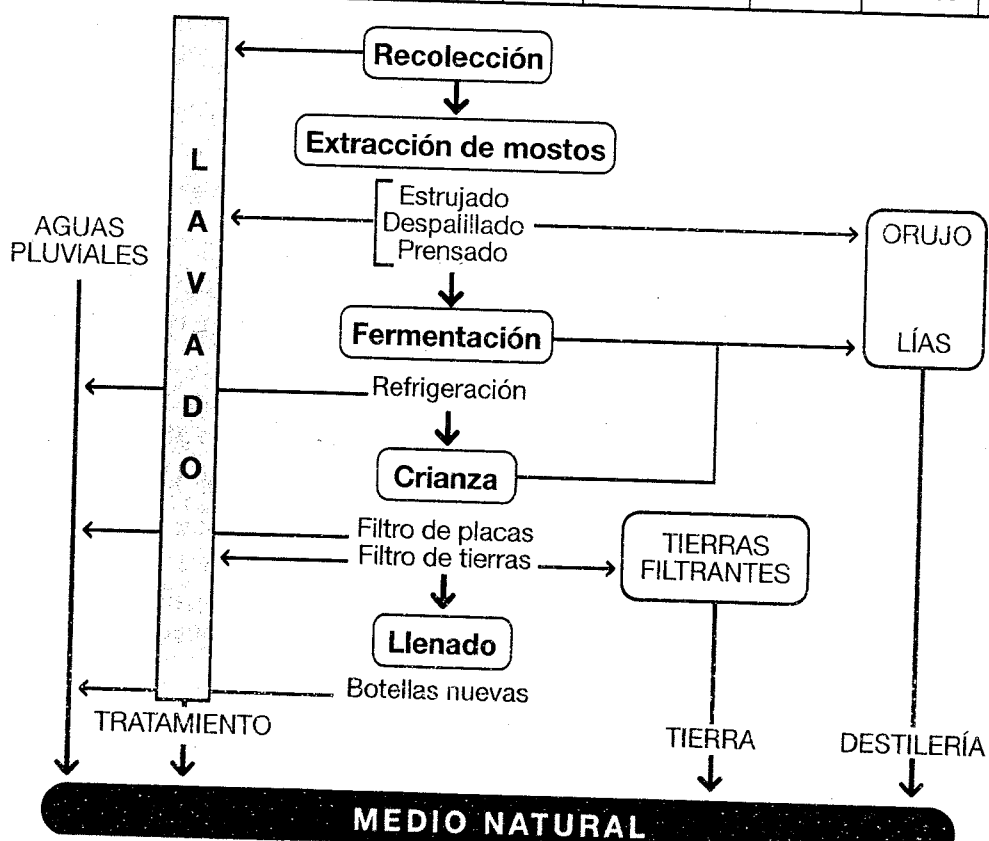 Recolección
Extracción de mostos
L
A
V
A
D
O
Estrujado
Despalillado
Prensado
AGUAS
PLUVIALES
ORUJO
LÍAS
Fermentación
Refrigeración
Crianza
Filtro de placas
Filtro de tierras
TIERRAS
FILTRANTES
Llenado
Botellas nuevas
TRATAMIENTO
TIERRA
DESTILERÍA
MEDIO NATURAL